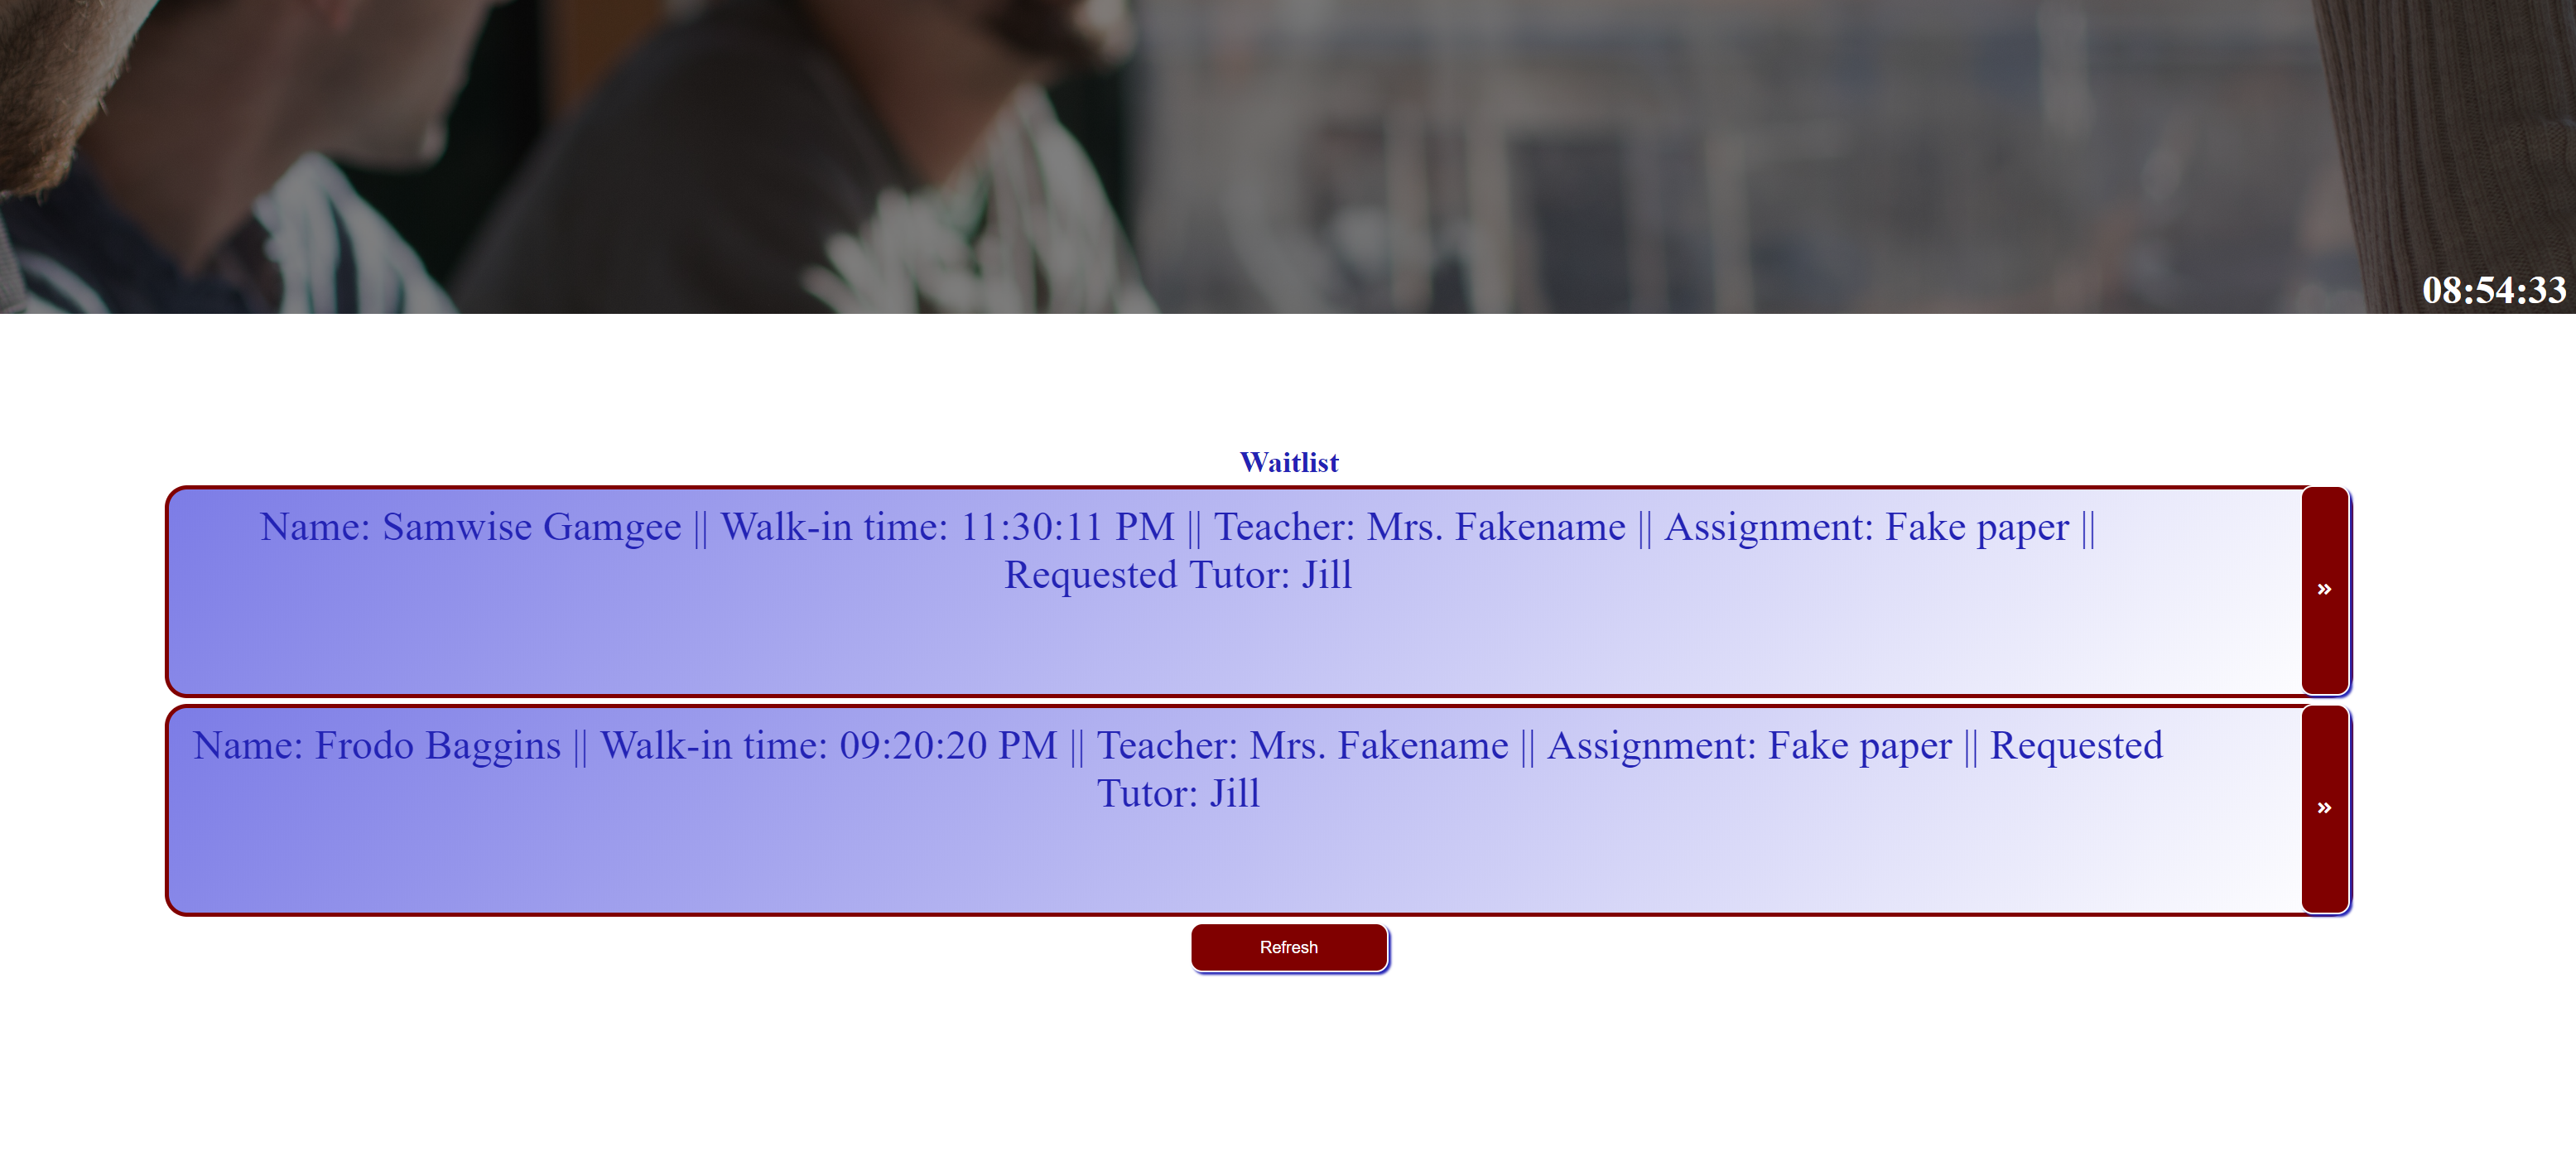 08:54:33
Waitlist
Name: Samwise Gamgee || Walk-in time: 11:30:11 PM || Teacher: Mrs. Fakename || Assignment: Fake paper ||
Requested Tutor: Jill
»
Name: Frodo Baggins || Walk-in time: 09:20:20 PM || Teacher: Mrs. Fakename || Assignment: Fake paper || Requested
Tutor: Jill
»
Refresh